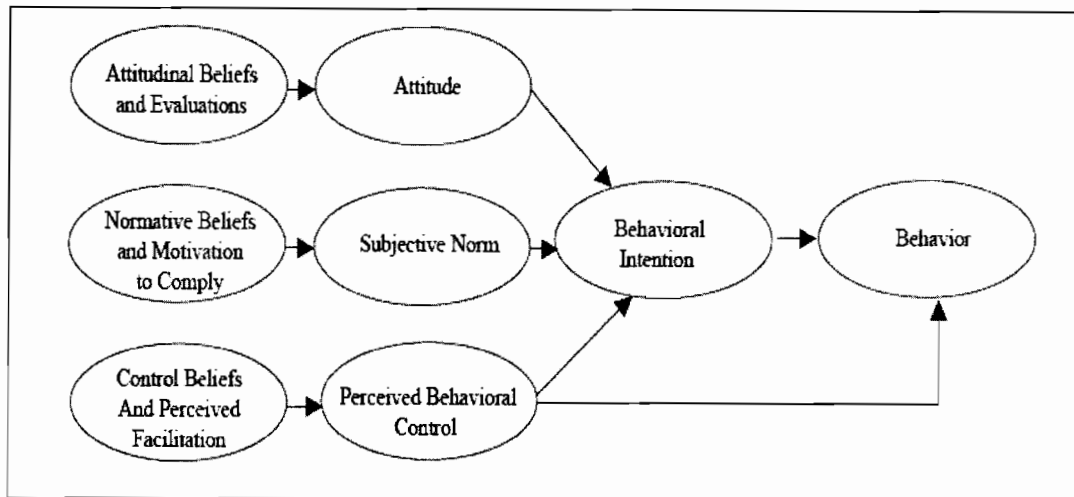 Attitudinal Beliefs
and Evaluations
Attitude
Normative Beliefs
and Motivation
to Comply
Subjective Norm
Behavioral
Intention
Behavior
Control Beliefs
And Perceived
Facilitation
Perceived Behavioral
Control